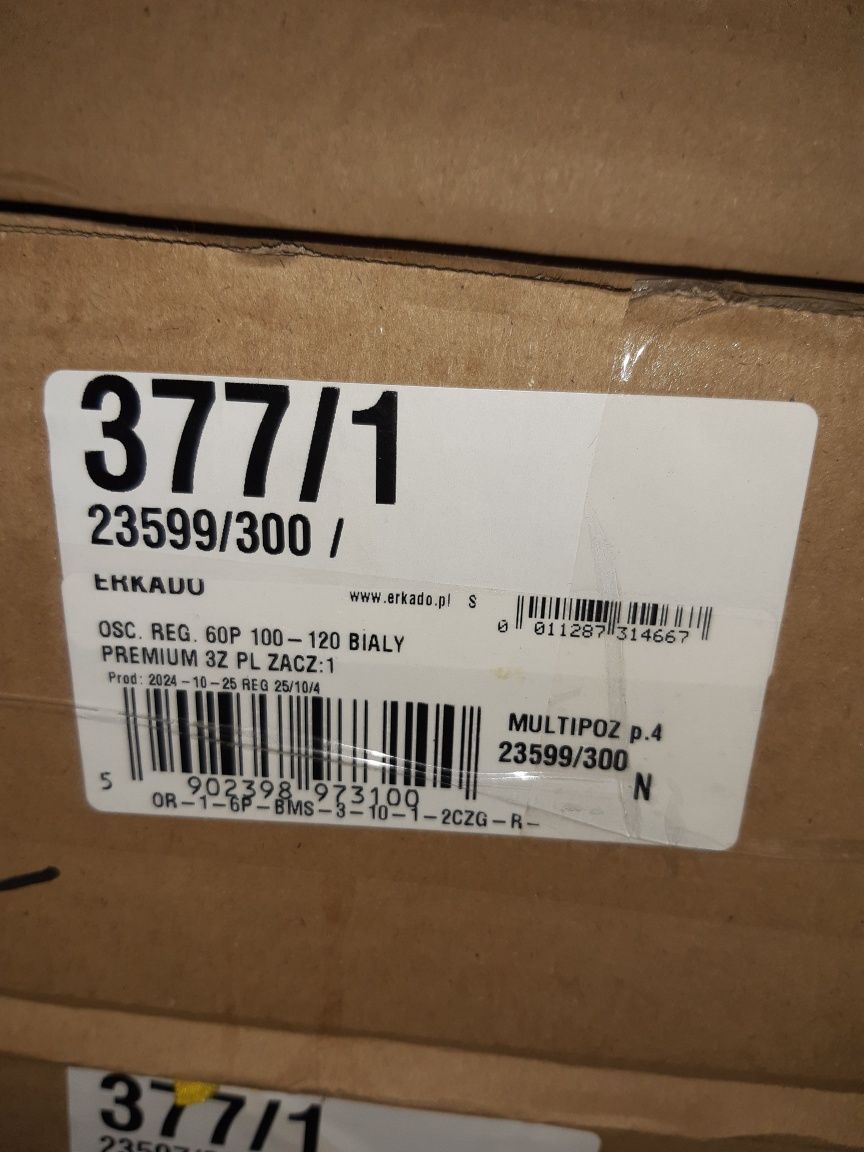 377/1
23599/300 /
ERKADO
www.erkado.pl S
0 011287 314667
OSC. REG. 60P 100-120 BIALY
PREMIUM 3Z PL ZACZ:1
Prod: 2024-10-25 REG 25/10/4
MULTIPOZ p.4
23599/300
N
5 902398 973100
OR-1-6P-BMS-3-10-1-2CZG-R-
377/1